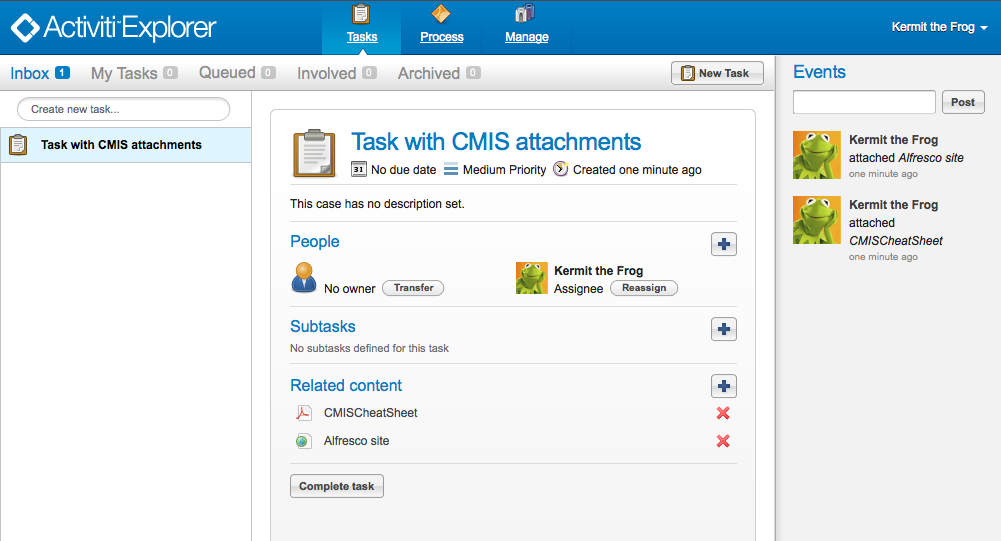 Activiti™Explorer
Tasks
Process
Manage
Kermit the Frog
Inbox 1
My Tasks 0
Queued 0
Involved 0
Archived 0
New Task
Create new task...
Task with CMIS attachments
Task with CMIS attachments
31 No due date
Medium Priority
Created one minute ago
This case has no description set.
People
No owner
Transfer
Kermit the Frog
Assignee
Reassign
Subtasks
No subtasks defined for this task
Related content
CMISCheatSheet
Alfresco site
Complete task
Events
Post
Kermit the Frog
attached Alfresco site
one minute ago
Kermit the Frog
attached
CMISCheatSheet
one minute ago